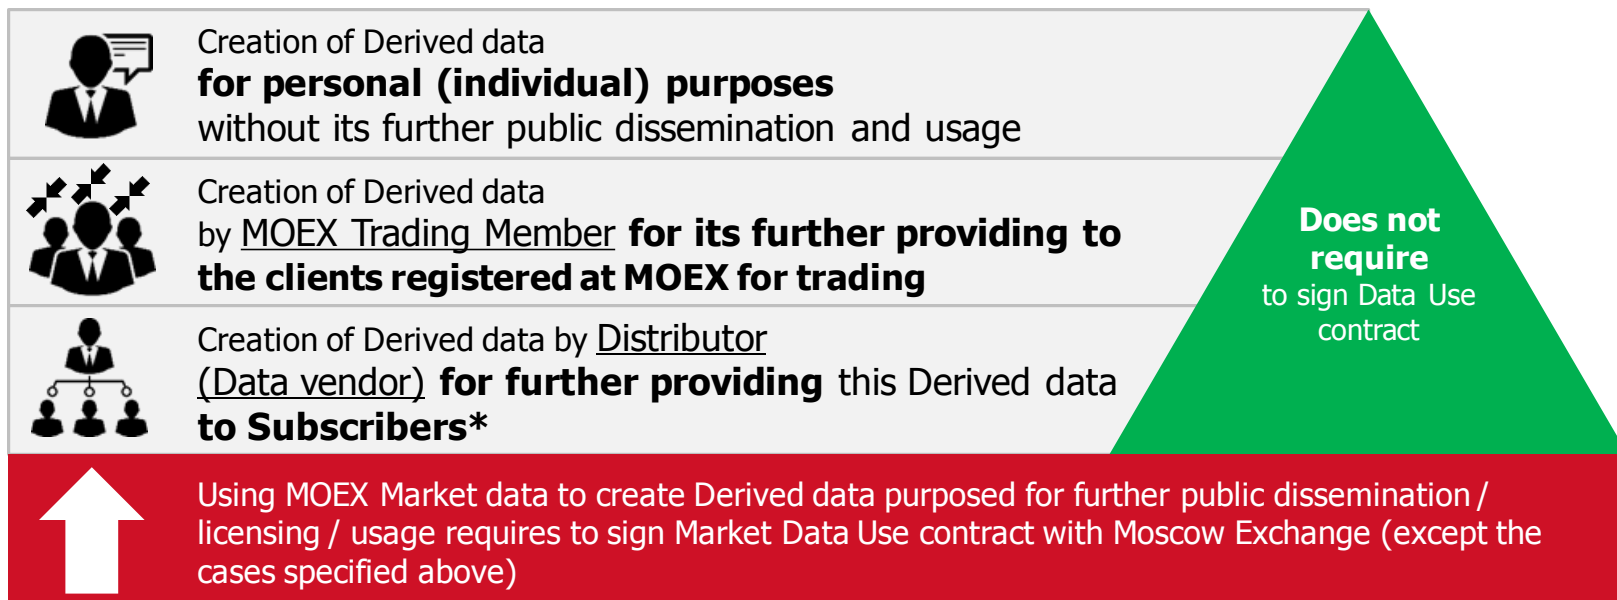 Creation of Derived data
for personal (individual) purposes
without its further public dissemination and usage
Creation of Derived data
by MOEX Trading Member for its further providing to
the clients registered at MOEX for trading
Does not
require
to sign Data Use
contract
Creation of Derived data by Distributor
(Data vendor) for further providing this Derived data
to Subscribers*
Using MOEX Market data to create Derived data purposed for further public dissemination /
licensing / usage requires to sign Market Data Use contract with Moscow Exchange (except the
cases specified above)